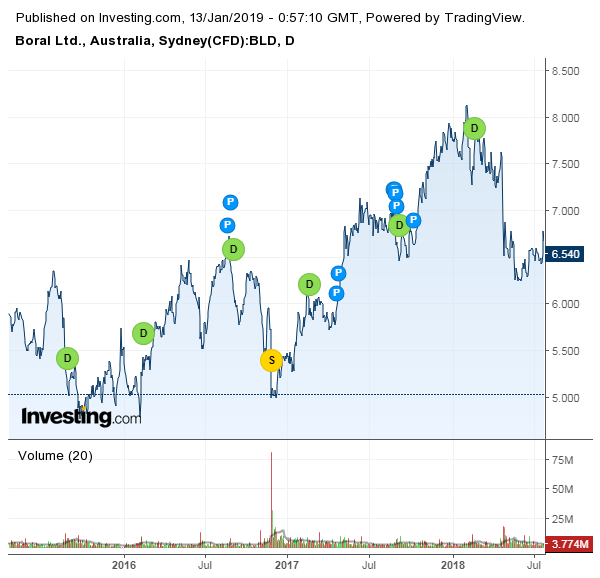 Published on Investing.com, 13/Jan/2019 - 0:57:10 GMT, Powered by TradingView.
Boral Ltd., Australia, Sydney(CFD):BLD, D
8.500
8.000
7.500
7.000
6.540
6.000
5.500
5.000
P
P
D
D
D
D
S
P
P
P
P
P
D
P
D
Investing.com
Volume (20)
75M
50M
25M
3.774M
2016
Jul
2017
Jul
2018
Jul